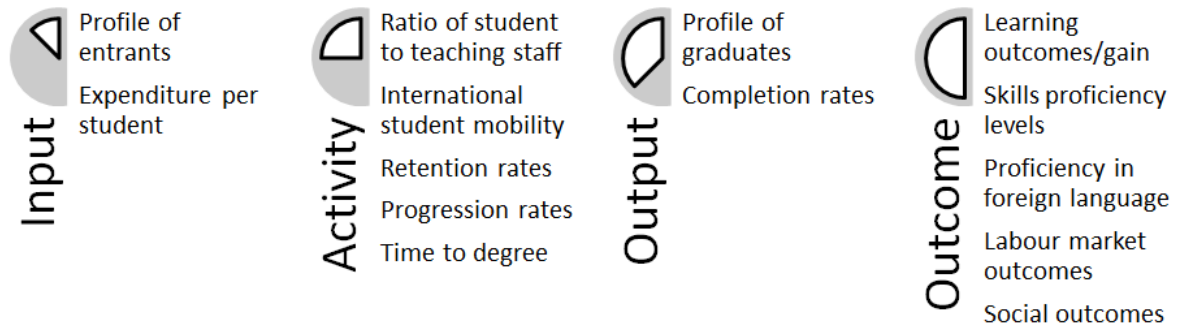 Input
Profile of
entrants
Expenditure per
student
Activity
Ratio of student
to teaching staff
International
student mobility
Retention rates
Progression rates
Time to degree
Output
Profile of
graduates
Completion rates
Outcome
Learning
outcomes/gain
Skills proficiency
levels
Proficiency in
foreign language
Labour market
outcomes
Social outcomes